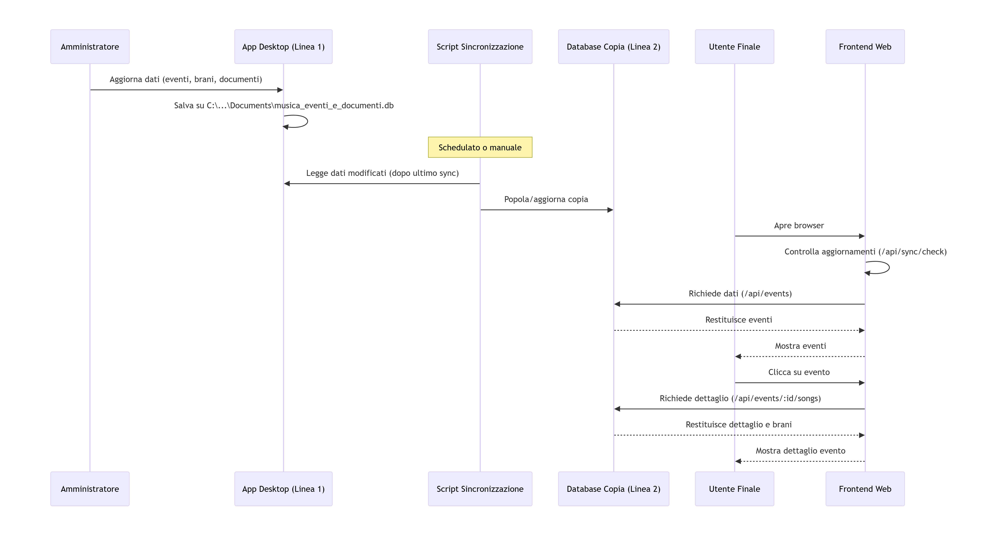 Amministratore
App Desktop (Linea 1)
Script Sincronizzazione
Database Copia (Linea 2)
Utente Finale
Frontend Web
Aggiorna dati (eventi, brani, documenti)
Salva su C:\...\Documents\musica_eventi_e_documenti.db
Schedulato o manuale
Legge dati modificati (dopo ultimo sync)
Popola/aggiorna copia
Apre browser
Controlla aggiornamenti (/api/sync/check)
Richiede dati (/api/events)
Restituisce eventi
Mostra eventi
Clicca su evento
Richiede dettaglio (/api/events/:id/songs)
Restituisce dettaglio e brani
Mostra dettaglio evento
Amministratore
App Desktop (Linea 1)
Script Sincronizzazione
Database Copia (Linea 2)
Utente Finale
Frontend Web